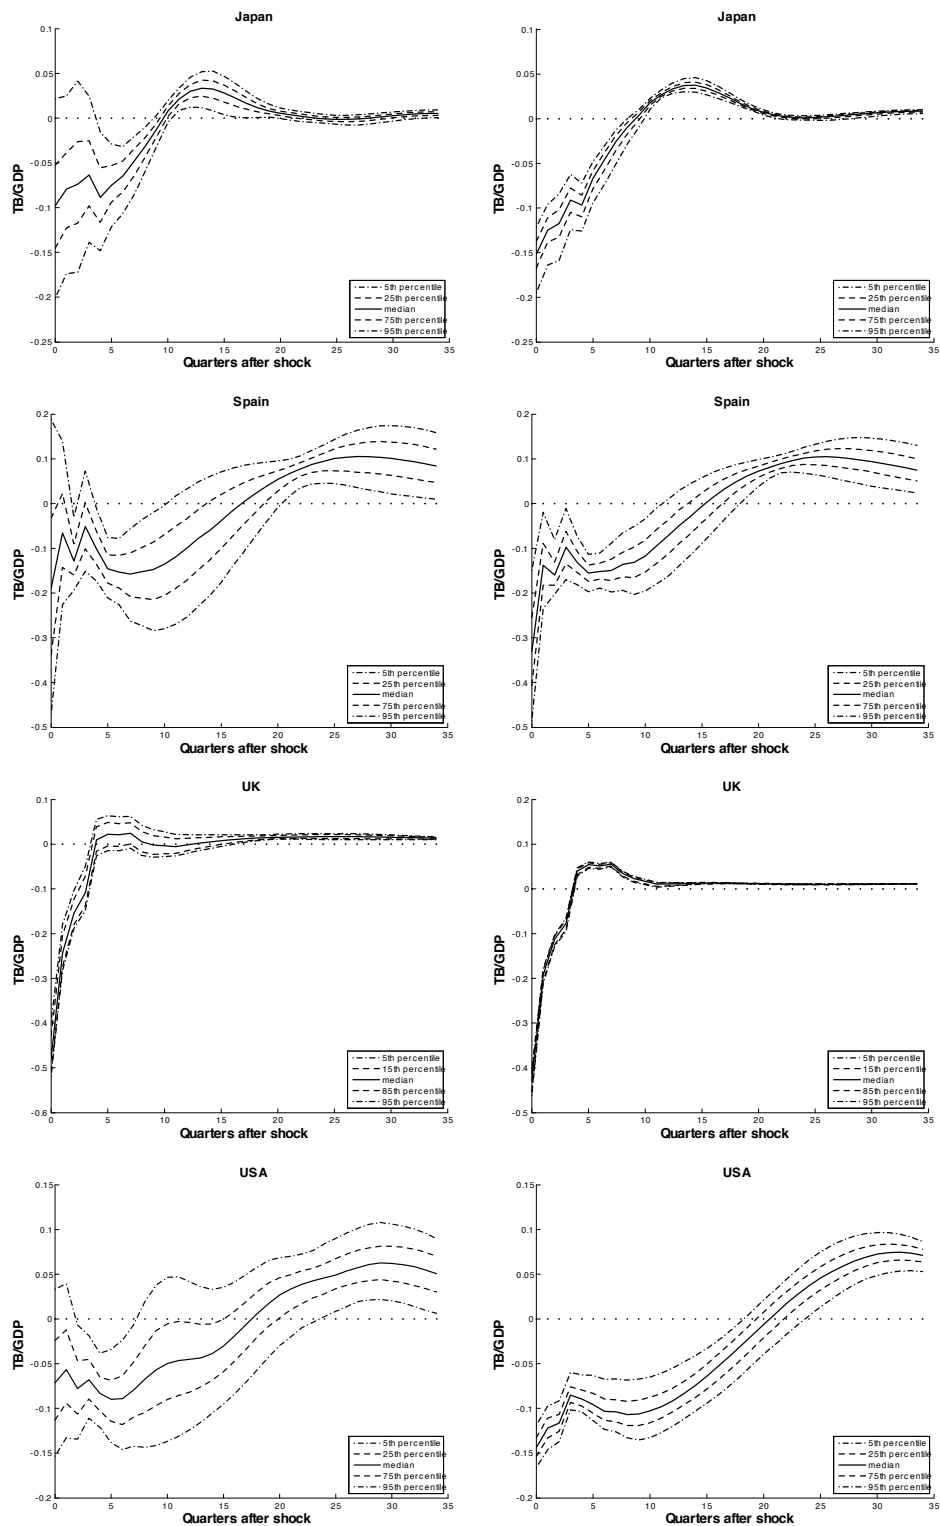 Japan
0.1
0.05
0
-0.05
-0.1
-0.15
-0.2
-0.25
TB/GDP
0 5 10 15 20 25 30 35
Quarters after shock
5th percentile
25th percentile
median
75th percentile
95th percentile
Japan
0.1
0.05
0
-0.05
-0.1
-0.15
-0.2
-0.25
TB/GDP
0 5 10 15 20 25 30 35
Quarters after shock
5th percentile
25th percentile
median
75th percentile
95th percentile
Spain
0.2
0.1
0
-0.1
-0.2
-0.3
-0.4
-0.5
TB/GDP
0 5 10 15 20 25 30 35
Quarters after shock
5th percentile
25th percentile
median
75th percentile
95th percentile
Spain
0.2
0.1
0
-0.1
-0.2
-0.3
-0.4
-0.5
TB/GDP
0 5 10 15 20 25 30 35
Quarters after shock
5th percentile
25th percentile
median
75th percentile
95th percentile
UK
0.1
0
-0.1
-0.2
-0.3
-0.4
-0.5
-0.6
TB/GDP
0 5 10 15 20 25 30 35
Quarters after shock
5th percentile
15th percentile
median
85th percentile
95th percentile
UK
0.2
0.1
0
-0.1
-0.2
-0.3
-0.4
-0.5
TB/GDP
0 5 10 15 20 25 30 35
Quarters after shock
5th percentile
15th percentile
median
85th percentile
95th percentile
USA
0.15
0.1
0.05
0
-0.05
-0.1
-0.15
-0.2
TB/GDP
0 5 10 15 20 25 30 35
Quarters after shock
5th percentile
25th percentile
median
75th percentile
95th percentile
USA
0.15
0.1
0.05
0
-0.05
-0.1
-0.15
-0.2
TB/GDP
0 5 10 15 20 25 30 35
Quarters after shock
5th percentile
25th percentile
median
75th percentile
95th percentile